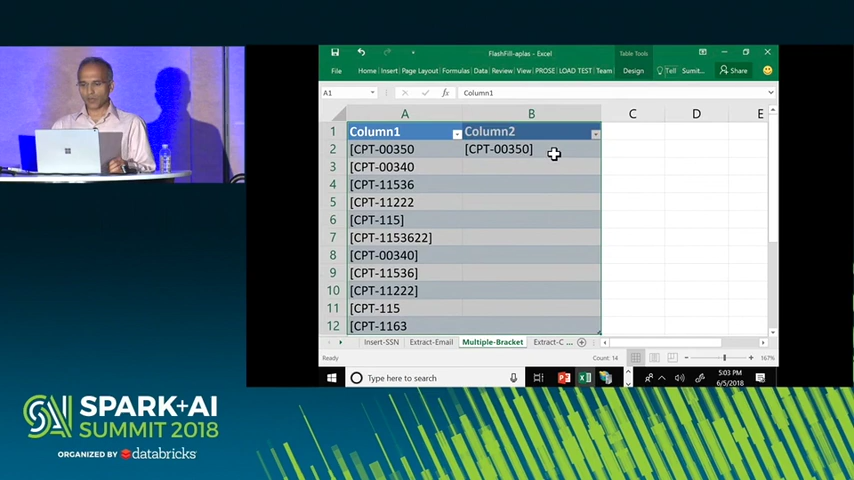 FlashFill-aplas - Excel
Table Tools
File Home Insert Page Layout Formulas Data Review View PROSE LOAD TEST Team Design Tell Sumit... Share
A1 fx Column1
A B C D E
1 Column1 Column2
2 [CPT-00350 [CPT-00350]
3 [CPT-00340
4 [CPT-11536
5 [CPT-11222
6 [CPT-115]
7 [CPT-1153622]
8 [CPT-00340]
9 [CPT-11536]
10 [CPT-11222]
11 [CPT-115
12 [CPT-1163
Insert-SSN Extract-Email Multiple-Bracket Extract-C ...
Ready Count: 14 167%
Type here to search
5:03 PM
6/5/2018
SPARK+AI
SUMMIT 2018
ORGANIZED BY databricks